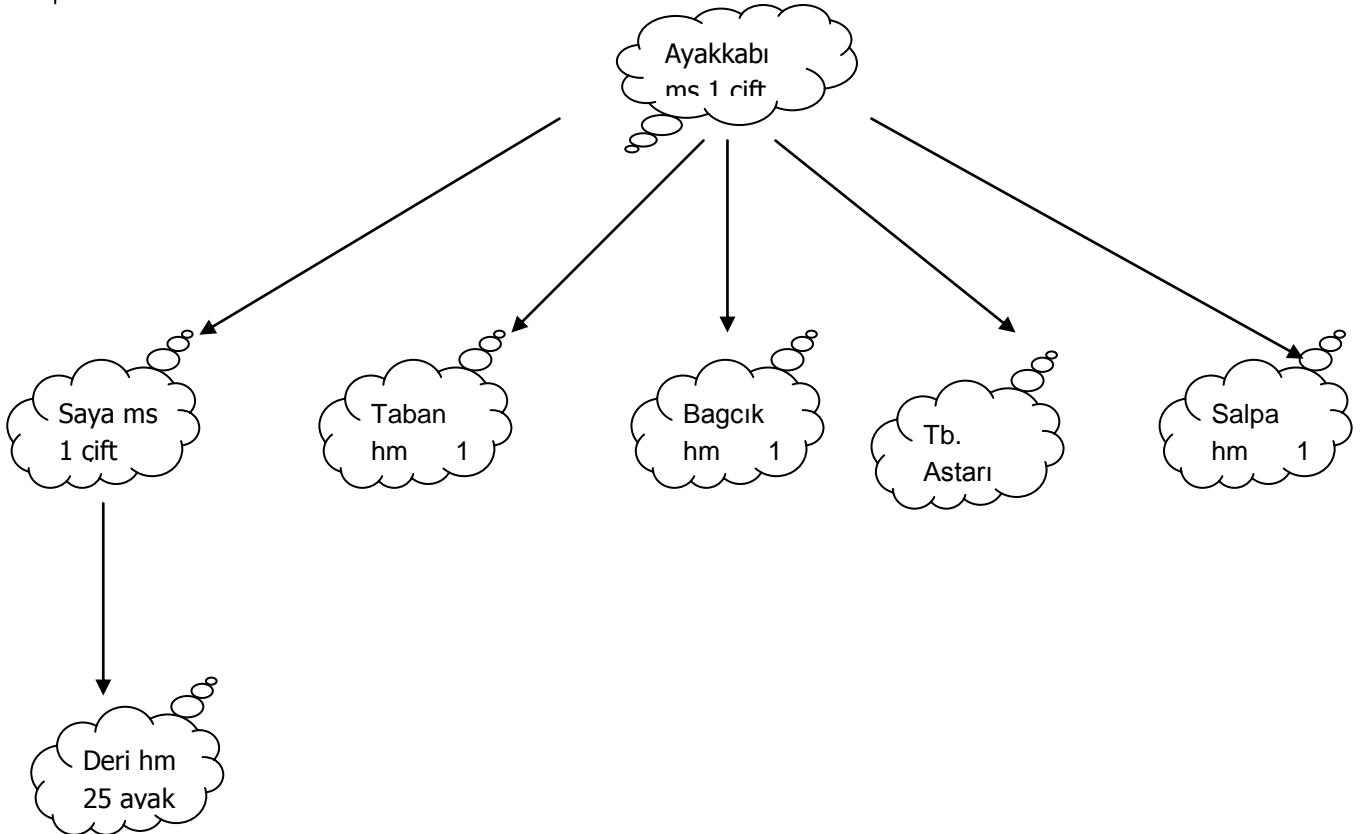 Ayakkabı
ms 1 çift
Saya ms
1 çift
Taban
hm 1
Bagcık
hm 1
Tb.
Astarı
Salpa
hm 1
Deri hm
25 ayak